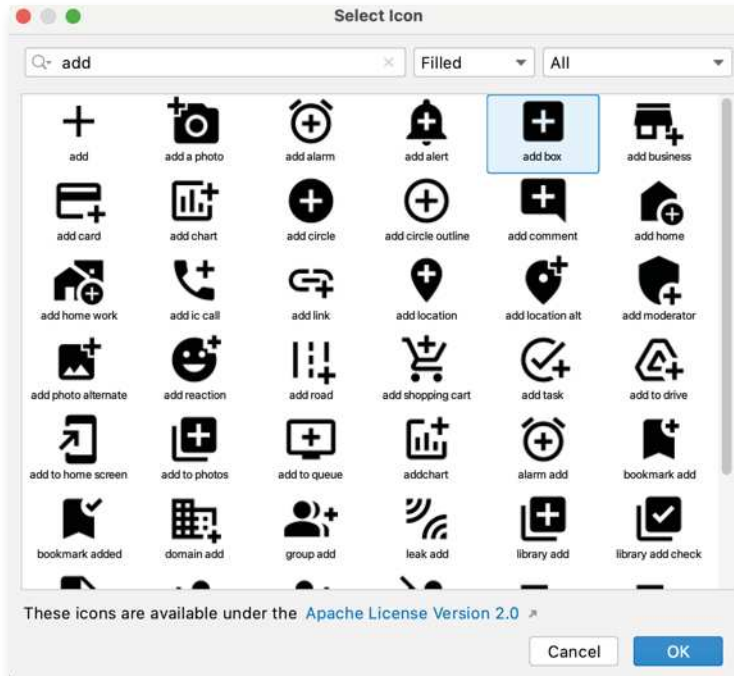 Select Icon
add Filled All
add add a photo add alarm add alert add box add business
add card add chart add circle add circle outline add comment add home
add home work add ic call add link add location add location alt add moderator
add photo alternate add reaction add road add shopping cart add task add to drive
add to home screen add to photos add to queue addchart alarm add bookmark add
bookmark added domain add group add leak add library add library add check
These icons are available under the Apache License Version 2.0
Cancel OK